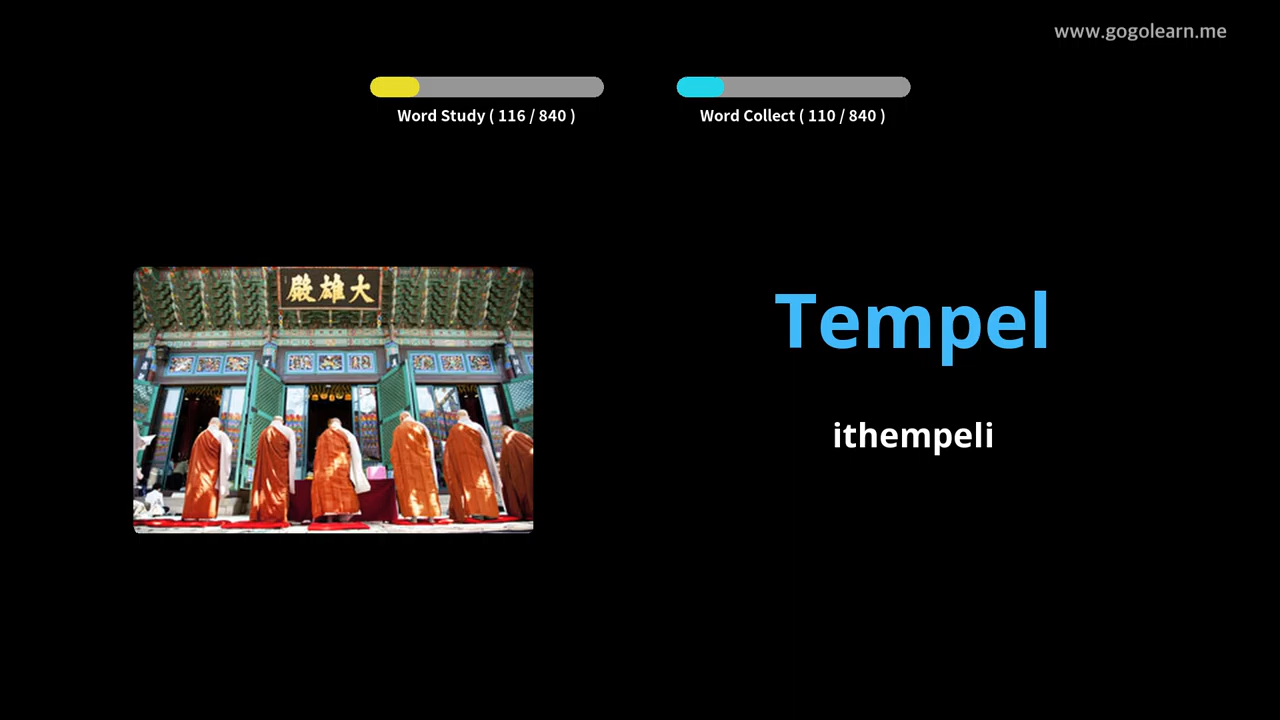 www.gogolearn.me
Word Study ( 116 / 840 )
Word Collect ( 110 / 840 )
殿雄大
Tempel
ithempeli